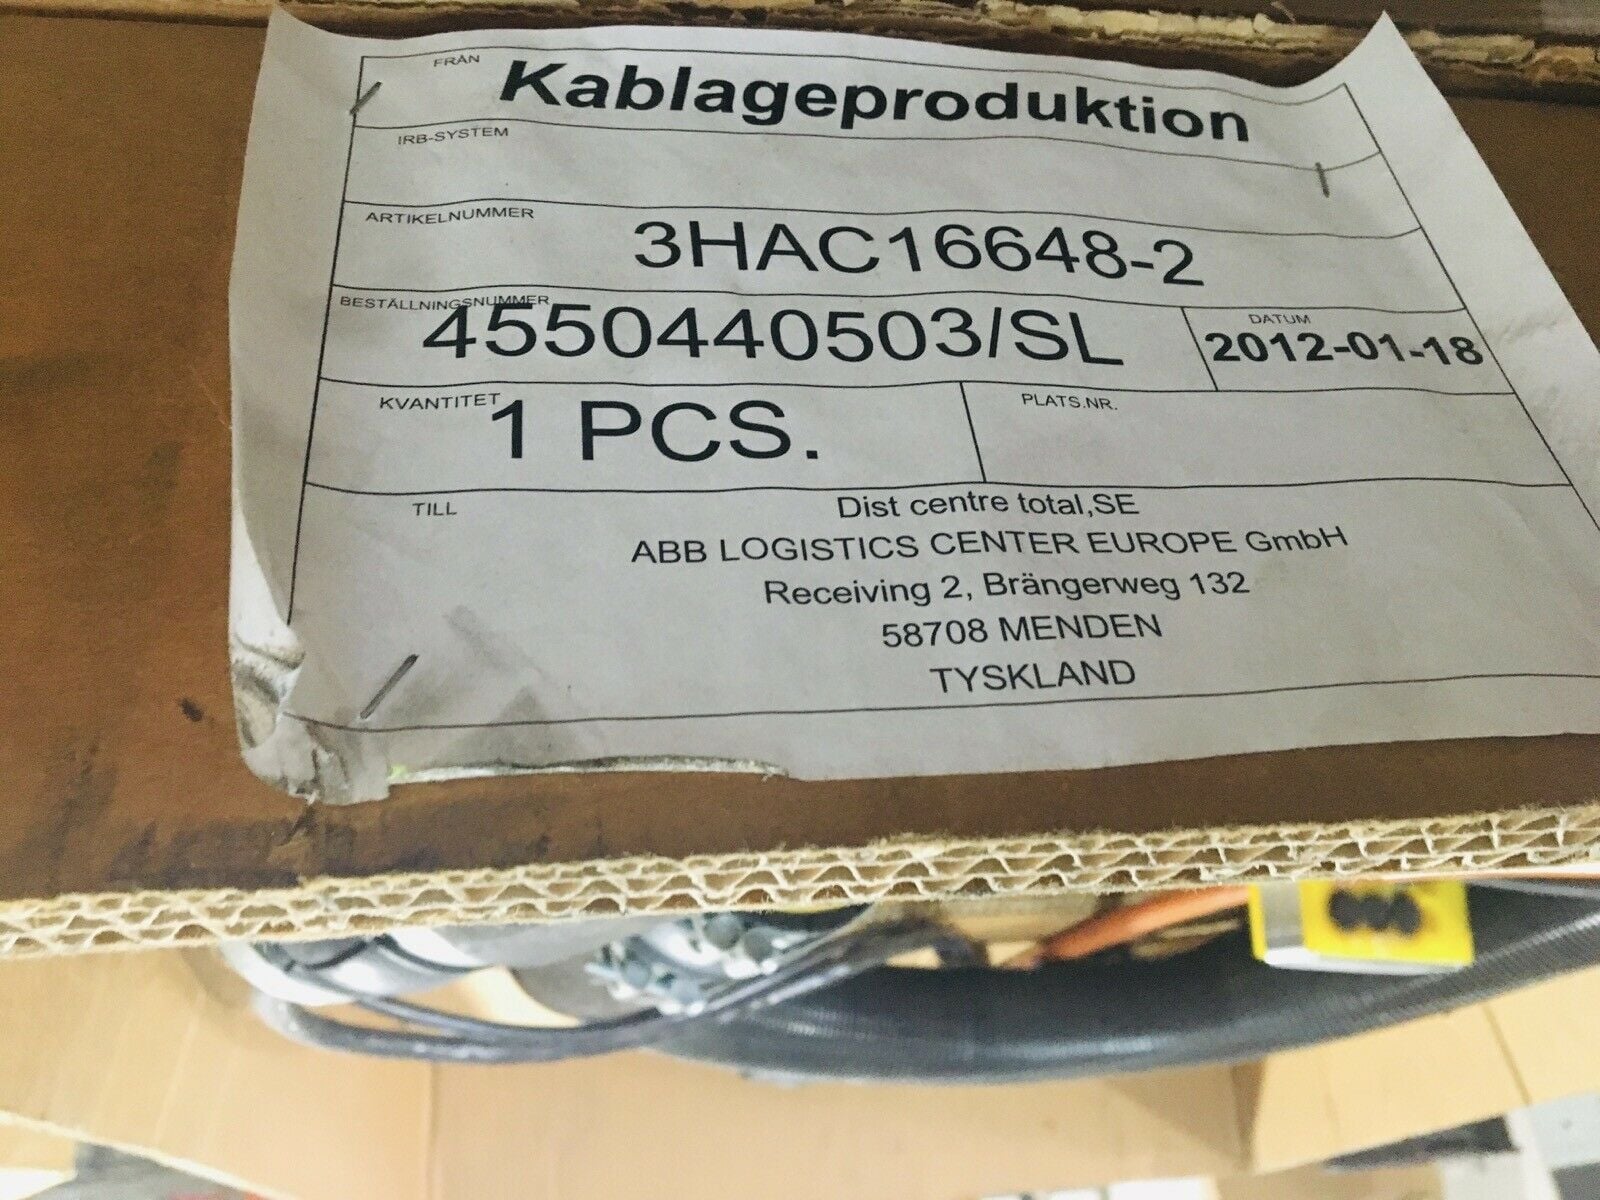 FRÅN Kablageproduktion
IRB-SYSTEM
ARTIKELNUMMER 3HAC16648-2
BESTÄLLNINGSNUMMER 4550440503/SL DATUM 2012-01-18
KVANTITET 1 PCS. PLATS.NR.
TILL Dist centre total,SE
ABB LOGISTICS CENTER EUROPE GmbH
Receiving 2, Brängerweg 132
58708 MENDEN
TYSKLAND